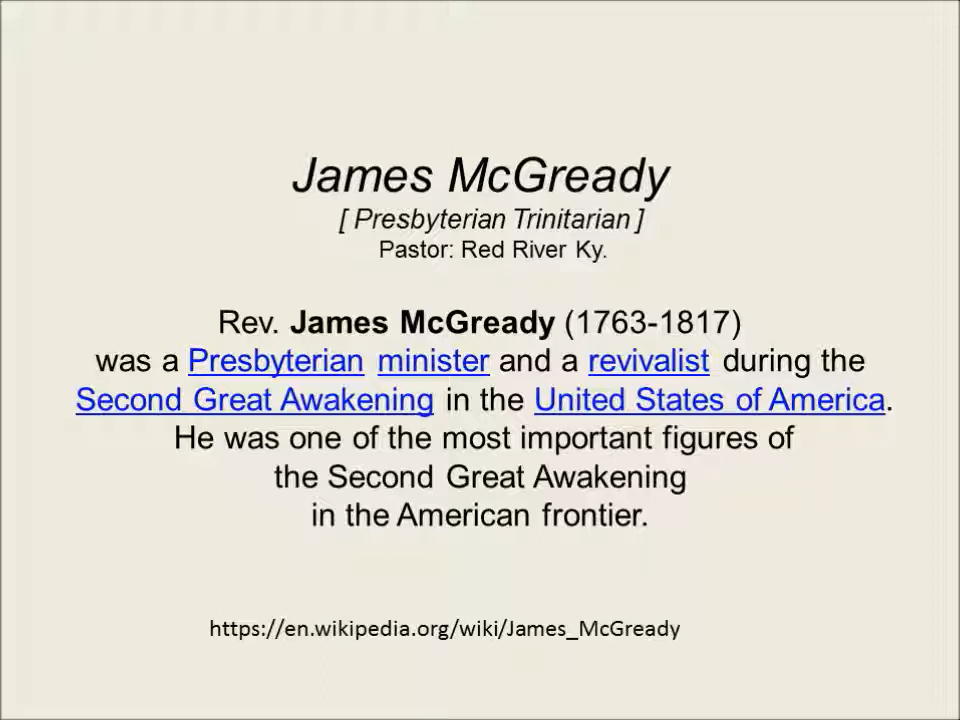 James McGready
[ Presbyterian Trinitarian ]
Pastor: Red River Ky.
Rev. James McGready (1763-1817)
was a Presbyterian minister and a revivalist during the
Second Great Awakening in the United States of America.
He was one of the most important figures of
the Second Great Awakening
in the American frontier.
https://en.wikipedia.org/wiki/James_McGready